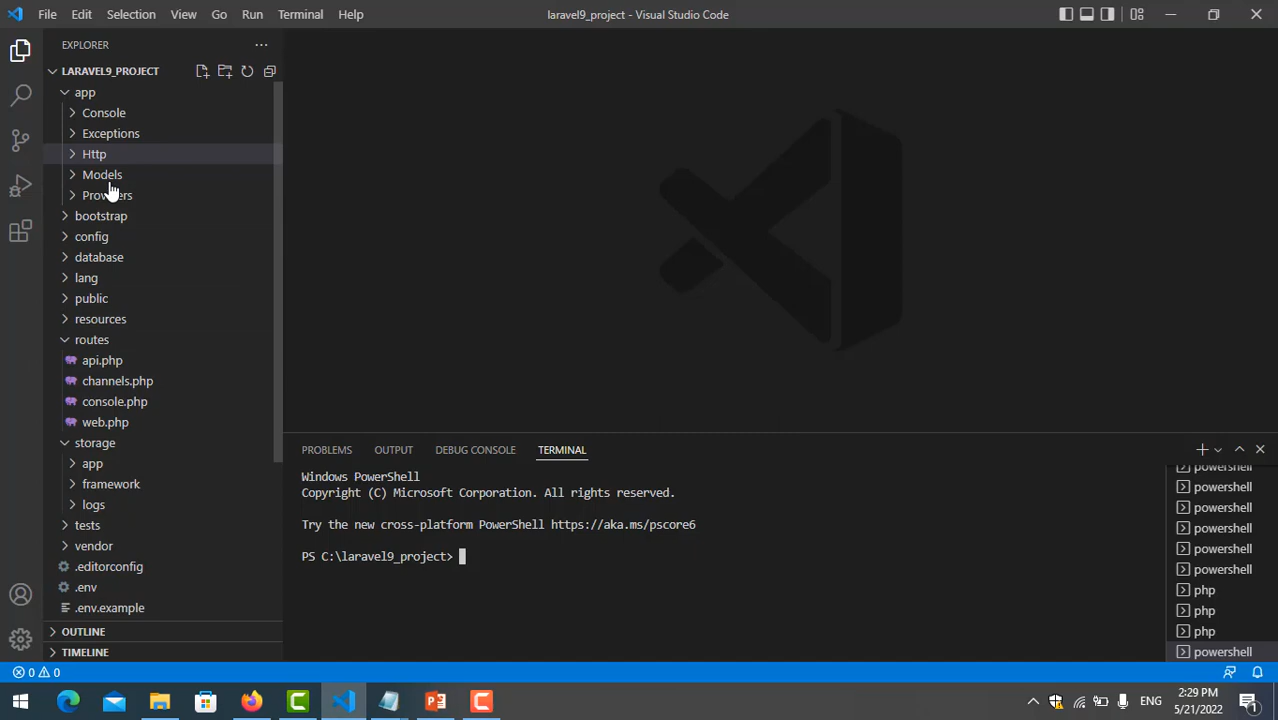 File Edit Selection View Go Run Terminal Help
laravel9_project - Visual Studio Code
EXPLORER
LARAVEL9_PROJECT
app
Console
Exceptions
Http
Models
Providers
bootstrap
config
database
lang
public
resources
routes
api.php
channels.php
console.php
web.php
storage
app
framework
logs
tests
vendor
.editorconfig
.env
.env.example
OUTLINE
TIMELINE
PROBLEMS OUTPUT DEBUG CONSOLE TERMINAL
Windows PowerShell
Copyright (C) Microsoft Corporation. All rights reserved.
Try the new cross-platform PowerShell https://aka.ms/pscore6
PS C:\laravel9_project>
powershell
powershell
powershell
powershell
powershell
powershell
php
php
php
powershell
0 0
ENG
2:29 PM
5/21/2022
1